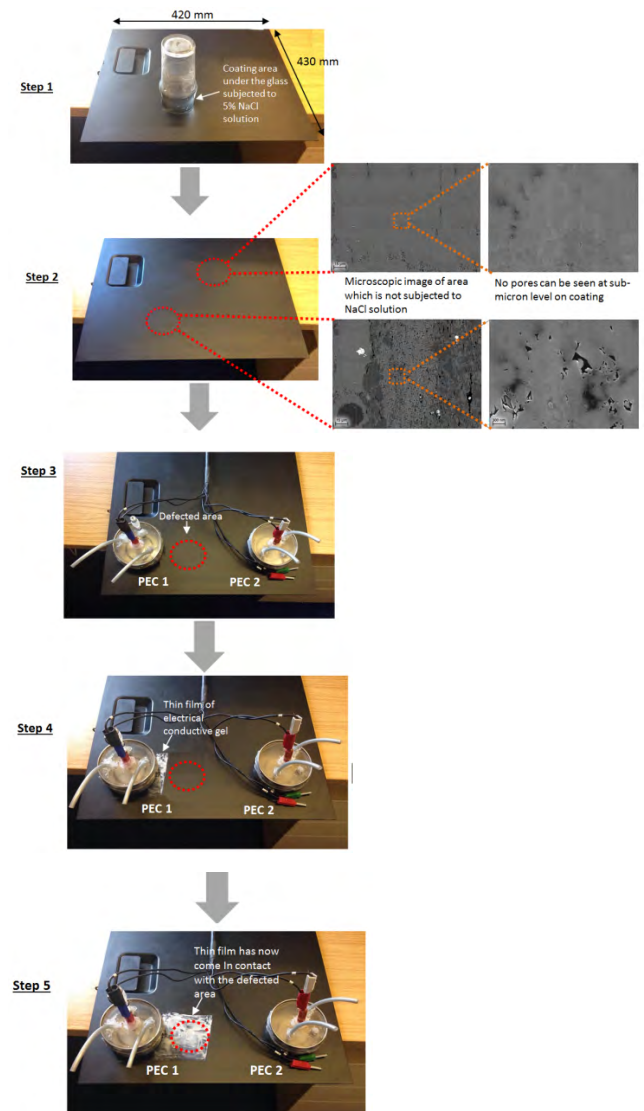 420 mm
430 mm
Step 1
Coating area
under the glass
subjected to
5% NaCl
solution
Step 2
Microscopic image of area
which is not subjected to
NaCl solution
No pores can be seen at sub-
micron level on coating
Step 3
Defected area
PEC 1
PEC 2
Step 4
Thin film of
electrical
conductive gel
PEC 1
PEC 2
Step 5
Thin film has now
come In contact
with the defected
area
PEC 1
PEC 2